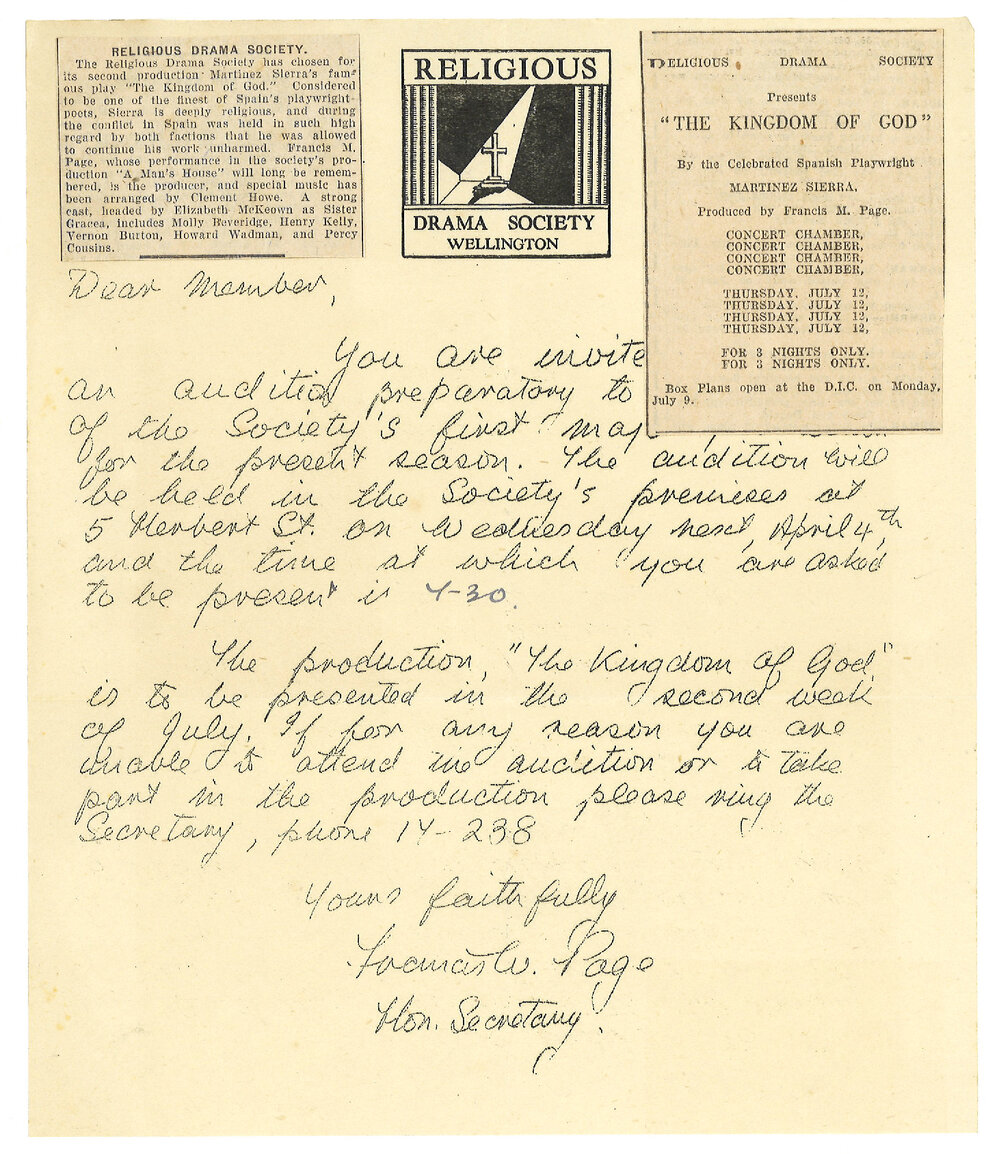 RELIGIOUS DRAMA SOCIETY.
The Religious Drama Society has chosen for
its second production Martinez Sierra's fam-
ous play "The Kingdom of God." Considered
to be one of the finest of Spain's playwright-
poets, Sierra is deeply religious, and during
the conflict in Spain was held in such high
regard by both factions that he was allowed
to continue his work unharmed. Francis M.
Page, whose performance in the society's pro-
duction "A Man's House" will long be remem-
bered, is the producer, and special music has
been arranged by Clement Howe. A strong
cast, headed by Elizabeth McKeown as Sister
Gracea, includes Molly Beveridge, Henry Kelly,
Vernon Burton, Howard Wadman, and Percy
Cousins.
RELIGIOUS
DRAMA SOCIETY
WELLINGTON
RELIGIOUS DRAMA SOCIETY
Presents
"THE KINGDOM OF GOD"
By the Celebrated Spanish Playwright
MARTINEZ SIERRA.
Produced by Francis M. Page.
CONCERT CHAMBER,
CONCERT CHAMBER,
CONCERT CHAMBER,
CONCERT CHAMBER,
THURSDAY, JULY 12,
THURSDAY, JULY 12,
THURSDAY, JULY 12,
THURSDAY, JULY 12,
FOR 3 NIGHTS ONLY.
FOR 3 NIGHTS ONLY.
Box Plans open at the D.I.C. on Monday,
July 9.
Dear Member,
You are invite
an audition preparatory to
of the Society's first maj
for the present season. The audition will
be held in the Society's premises at
5 Herbert St. on Wednesday next, April 4th,
and the time at which you are asked
to be present is 7-30.
The production, "The Kingdom of God,"
is to be presented in the second week
of July. If for any reason you are
unable to attend the audition or to take
part in the production please ring the
Secretary, phone 17-238
Yours faithfully
Page
Hon. Secretary.